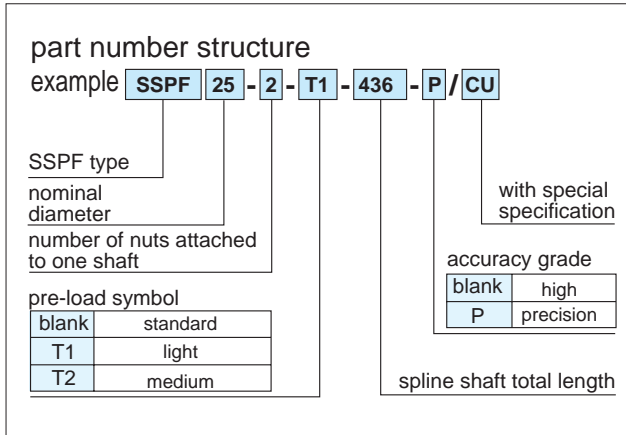 part number structure
example SSPF 25 - 2 - T1 - 436 - P / CU
SSPF type
nominal
diameter
number of nuts attached
to one shaft
pre-load symbol
blank standard
T1 light
T2 medium
with special
specification
accuracy grade
blank high
P precision
spline shaft total length